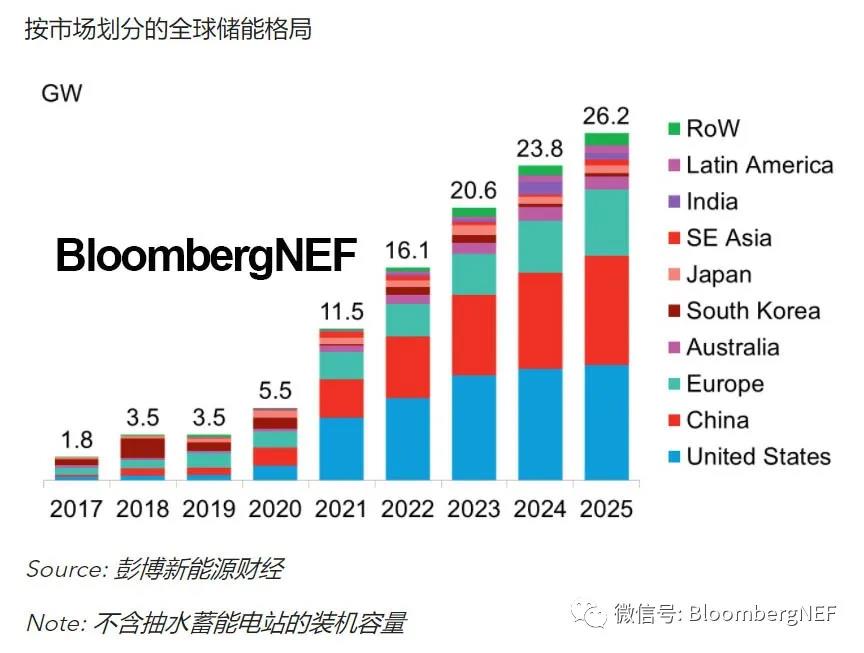 按市场划分的全球储能格局
GW
26.2
23.8
20.6
16.1
11.5
5.5
3.5
3.5
1.8
BloombergNEF
RoW
Latin America
India
SE Asia
Japan
South Korea
Australia
Europe
China
United States
2017 2018 2019 2020 2021 2022 2023 2024 2025
Source: 彭博新能源财经
Note: 不含抽水蓄能电站的装机容量
微信号: BloombergNEF